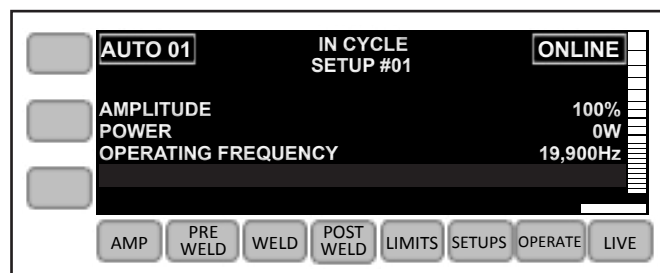 AUTO 01 IN CYCLE ONLINE
SETUP #01
AMPLITUDE 100%
POWER 0W
OPERATING FREQUENCY 19,900Hz
AMP PRE WELD WELD POST WELD LIMITS SETUPS OPERATE LIVE